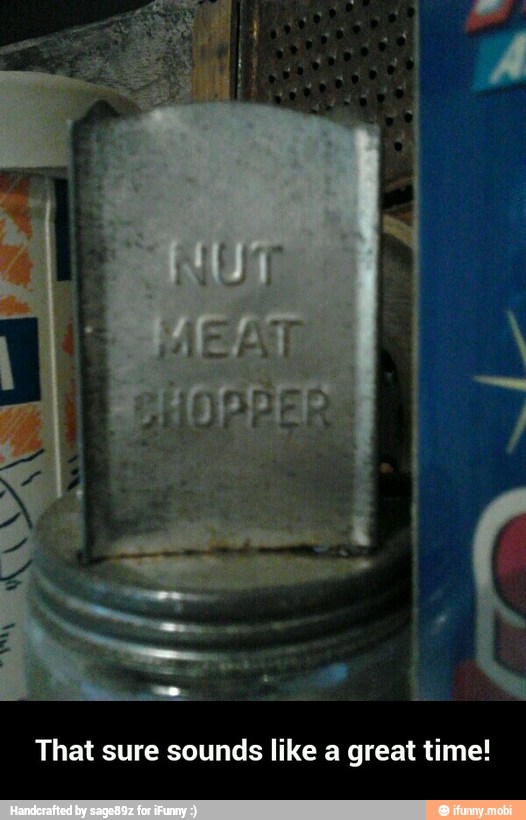 NUT
MEAT
CHOPPER
That sure sounds like a great time!
Handcrafted by sage89z for iFunny :)
ifunny.mobi